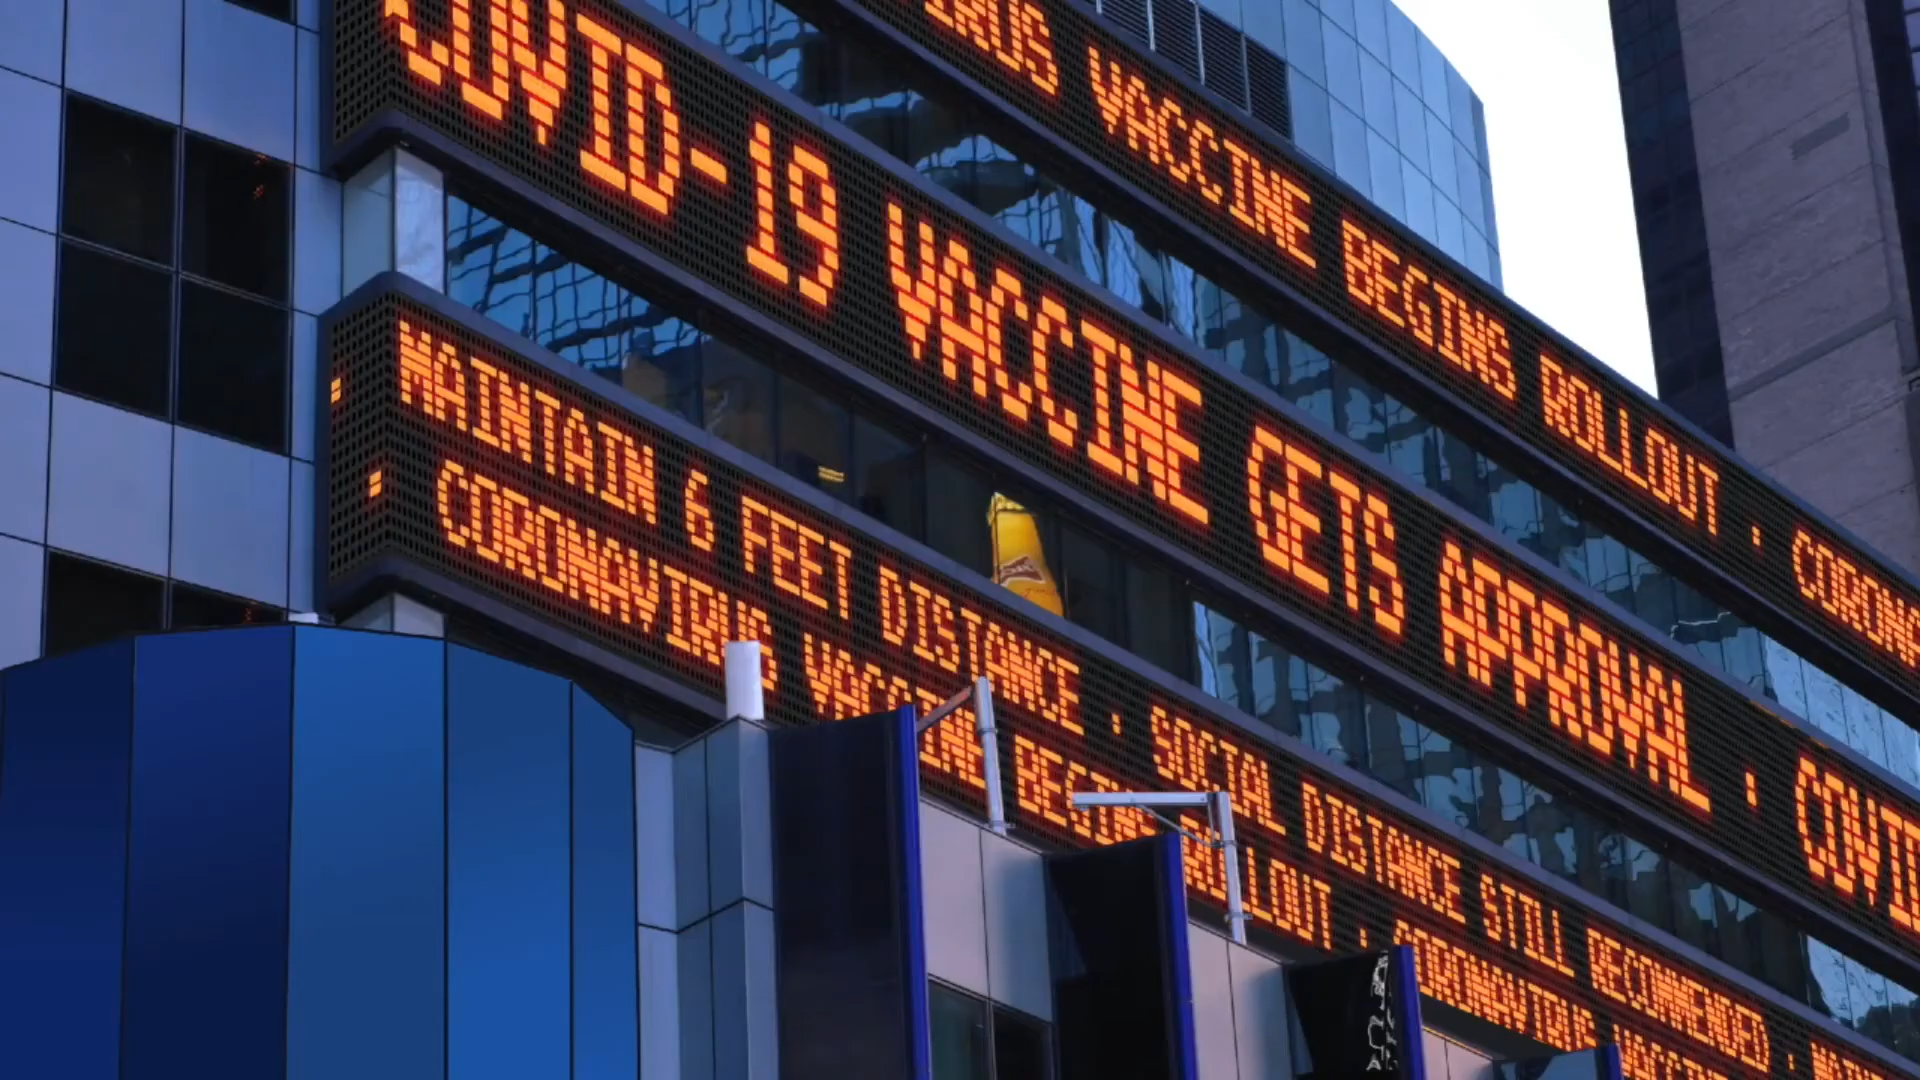 VACCINE BEGINS ROLLOUT ·
COVID-19 VACCINE GETS APPROVAL · COVID
MAINTAIN 6 FEET DISTANCE · SOCIAL DISTANCE STILL RECOMMENDED ·
CORONAVIRUS VACCINE BEGINS ROLLOUT · CORONAVIRUS